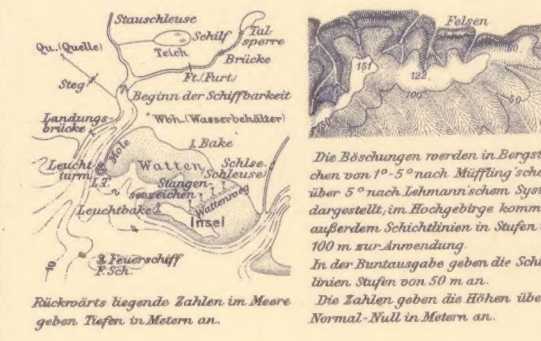 Stauschleuse
Schilf
Tal-
sperre
Qu. (Quelle)
Teich
Brücke
Ft. (Furt)
Steg
Beginn der Schiffbarkeit
Landungs-
brücke
Wbh. (Wasserbehälter)
Mole
Bake
Leucht-
turm
L.T.
Watten
Schlse.
(Schleuse)
Stangen-
seezeichen
Wattenweg
Leuchtbake
Insel
Feuerschiff
F.Sch.
10
Rückwärts liegende Zahlen im Meere
geben Tiefen in Metern an.
Felsen
151
122
100
50
Die Böschungen werden in Bergst
chen von 1°-5° nach Müffling'sche
über 5° nach Lehmann'schem Syst
dargestellt, im Hochgebirge komm
außerdem Schichtlinien in Stufen
100 m zur Anwendung.
In der Buntausgabe geben die Schi
linien Stufen von 50 m an.
Die Zahlen geben die Höhen übe
Normal-Null in Metern an.